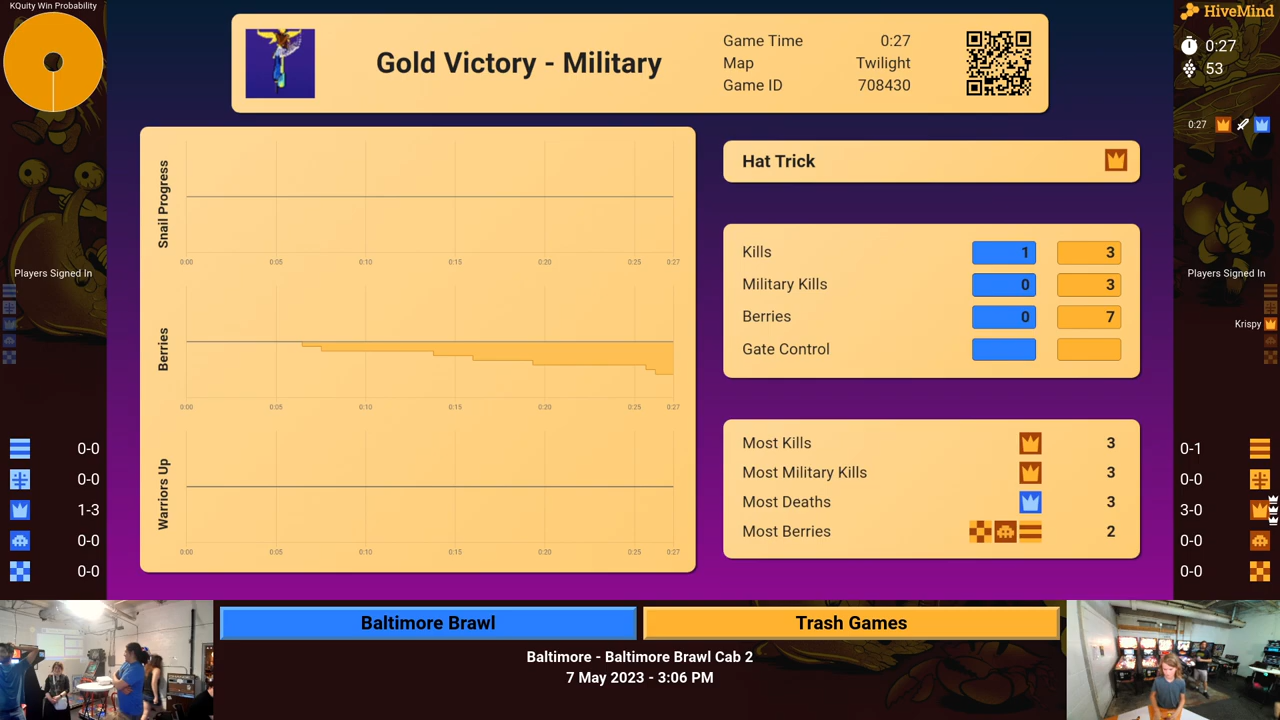 KQuity Win Probability
HiveMind
0:27
53
0:27
Gold Victory - Military
Game Time 0:27
Map Twilight
Game ID 708430
Snail Progress
0:00 0:05 0:10 0:15 0:20 0:25 0:27
Berries
0:00 0:05 0:10 0:15 0:20 0:25 0:27
Warriors Up
0:00 0:05 0:10 0:15 0:20 0:25 0:27
Hat Trick
Kills 1 3
Military Kills 0 3
Berries 0 7
Gate Control
Most Kills 3
Most Military Kills 3
Most Deaths 3
Most Berries 2
Players Signed In
0-0
0-0
1-3
0-0
0-0
Players Signed In
Krispy
0-1
0-0
3-0
0-0
0-0
Baltimore Brawl
Trash Games
Baltimore - Baltimore Brawl Cab 2
7 May 2023 - 3:06 PM